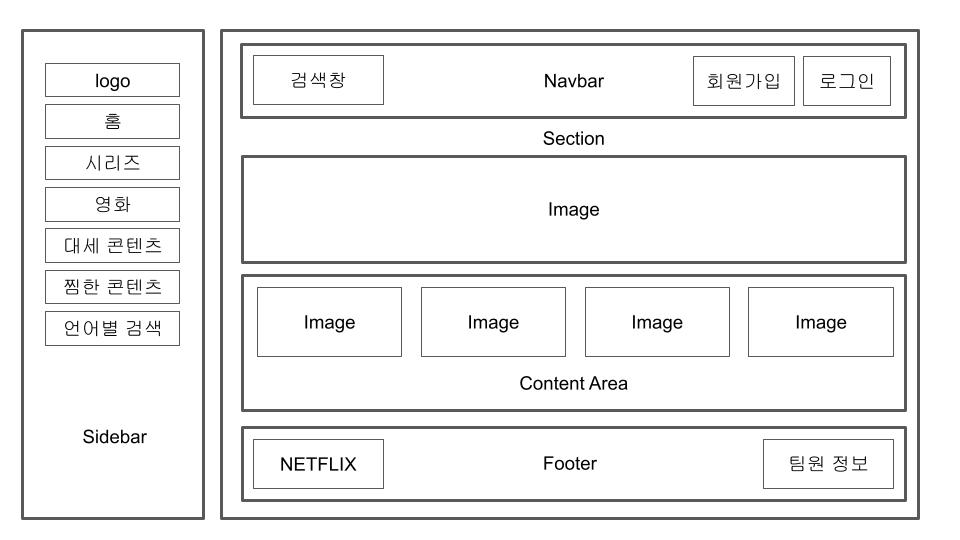 logo
홈
시리즈
영화
대세 콘텐츠
찜한 콘텐츠
언어별 검색
Sidebar
검색창
Navbar
회원가입
로그인
Section
Image
Image
Image
Image
Image
Content Area
NETFLIX
Footer
팀원 정보